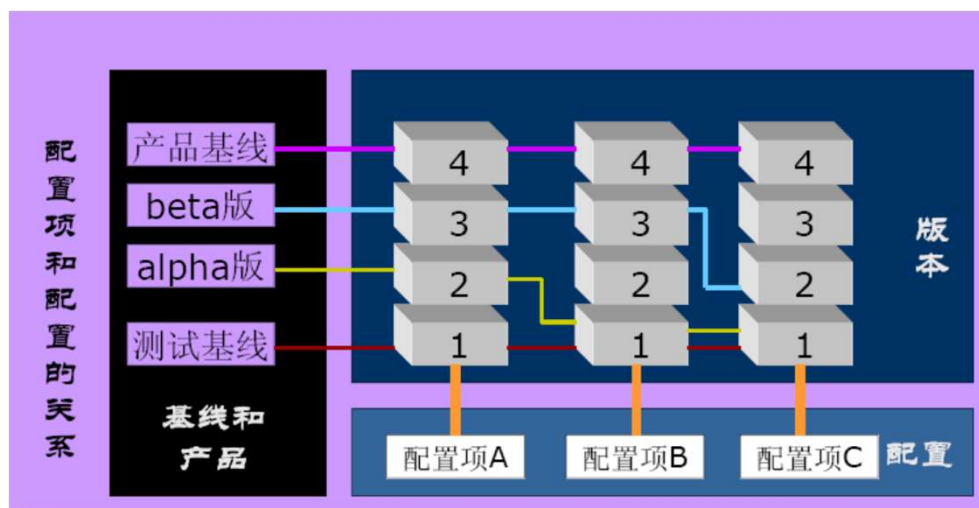 配置项和配置的关系
产品基线
beta版
alpha版
测试基线
基线和
产品
4 4 4
3 3 3
2 2 2
1 1 1
版本
配置项A 配置项B 配置项C
配置